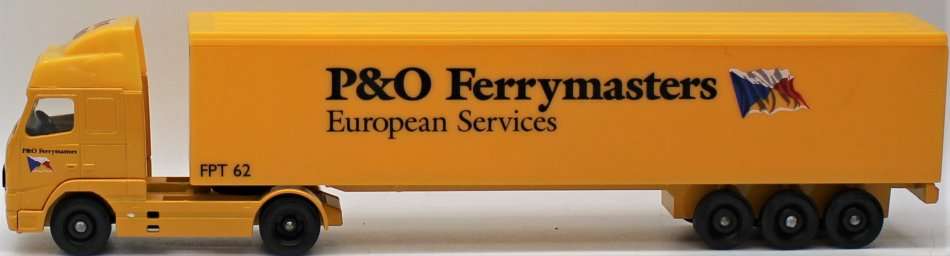 P&O Ferrymasters
European Services
P&O Ferrymasters
FPT 62